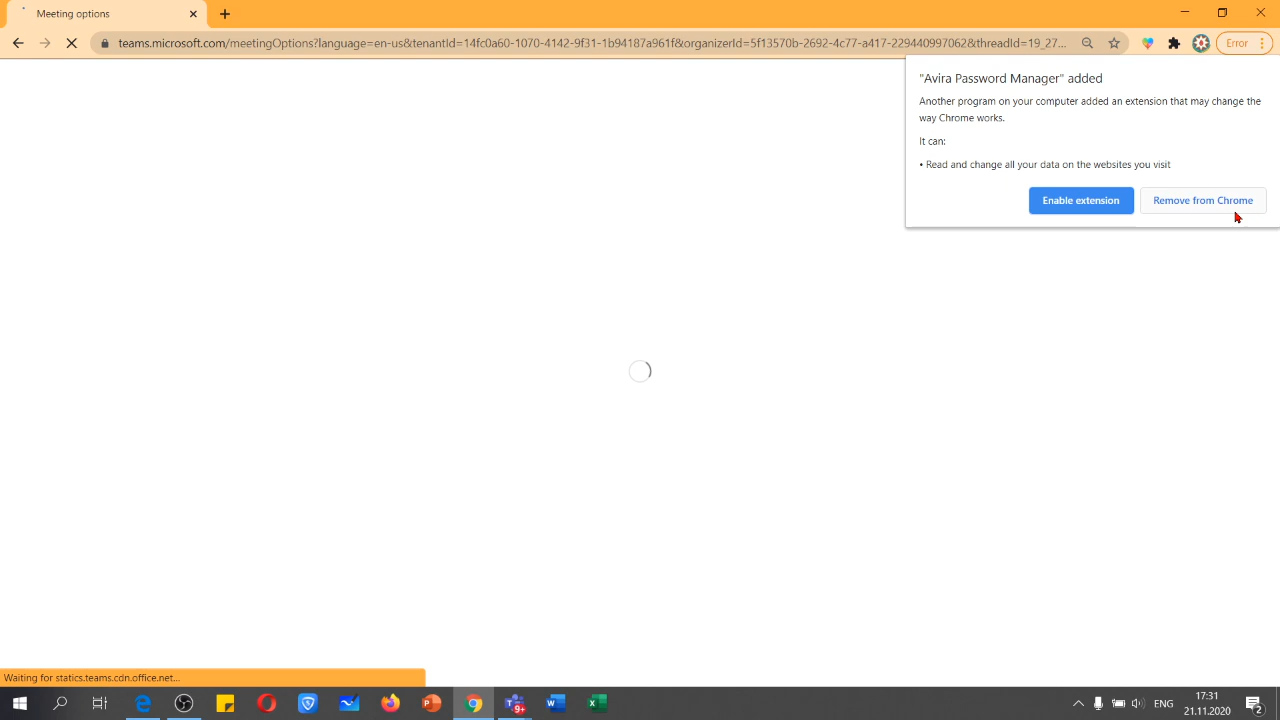 Meeting options
teams.microsoft.com/meetingOptions?language=en-us&tenantId=14fc0a60-1070-4142-9f31-1b94187a961f&organizerId=5f13570b-2692-4c77-a417-229440997062&threadId=19_27...
Error
"Avira Password Manager" added
Another program on your computer added an extension that may change the
way Chrome works.
It can:
• Read and change all your data on the websites you visit
Enable extension
Remove from Chrome
Waiting for statics.teams.cdn.office.net...
9+
ENG
17:31
21.11.2020
2